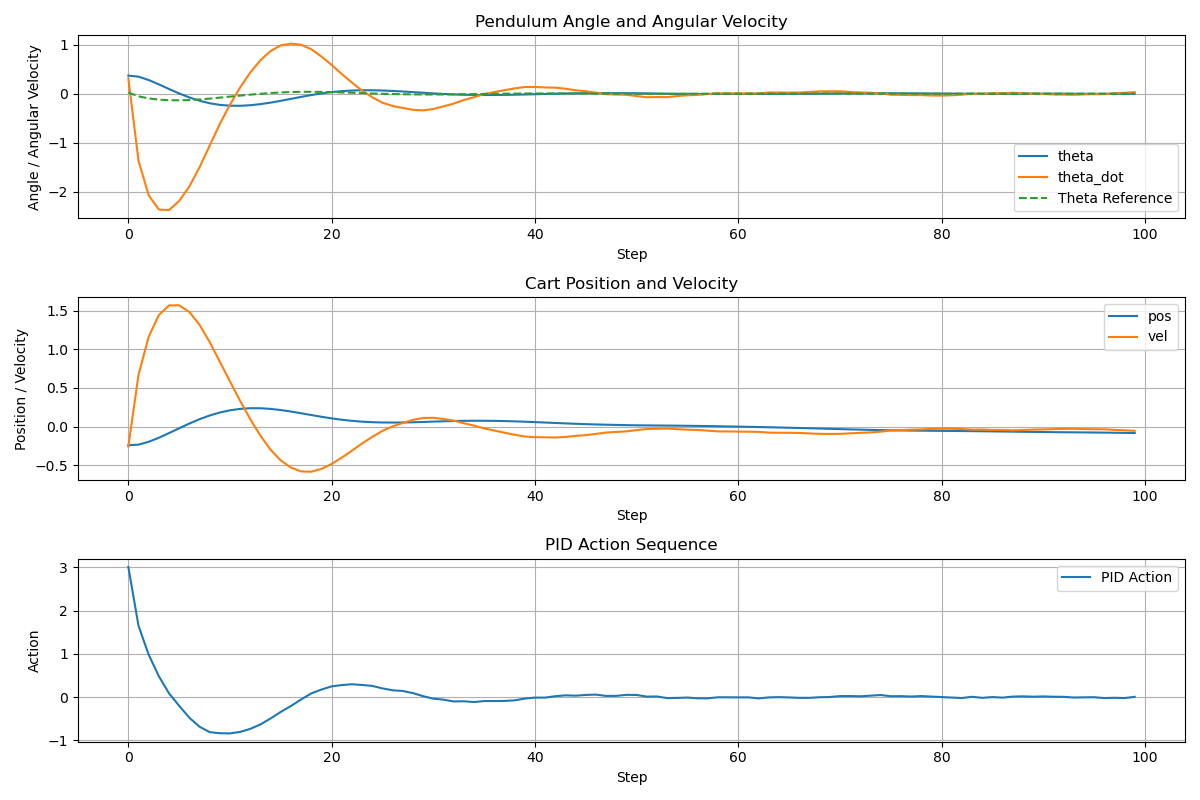 Pendulum Angle and Angular Velocity
Angle / Angular Velocity
1
0
−1
−2
theta
theta_dot
Theta Reference
0 20 40 60 80 100
Step
Cart Position and Velocity
Position / Velocity
1.5
1.0
0.5
0.0
−0.5
pos
vel
0 20 40 60 80 100
Step
PID Action Sequence
Action
3
2
1
0
−1
PID Action
0 20 40 60 80 100
Step